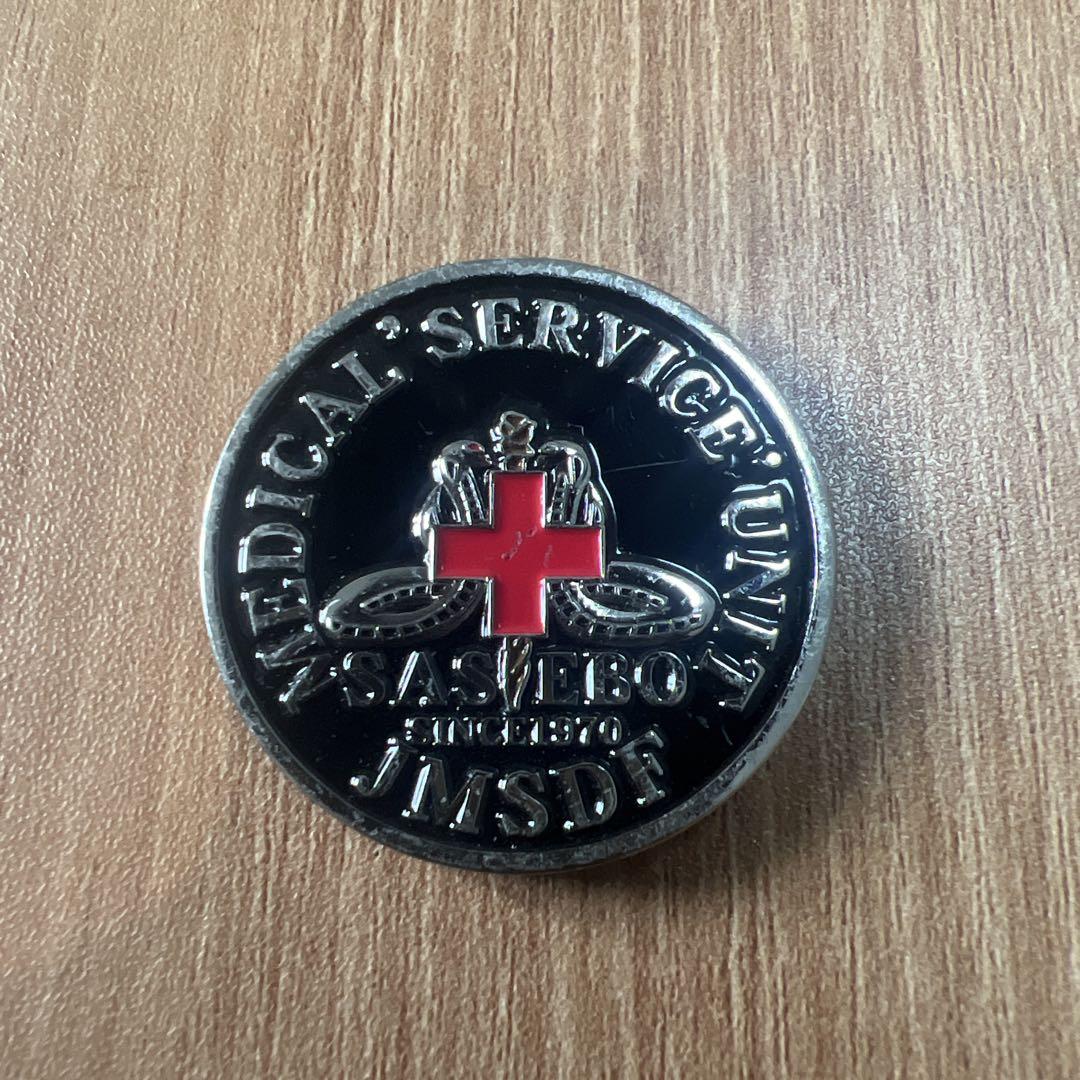 MEDICAL' SERVICE' UNIT
SASEBO
SINCE1970
JMSDF